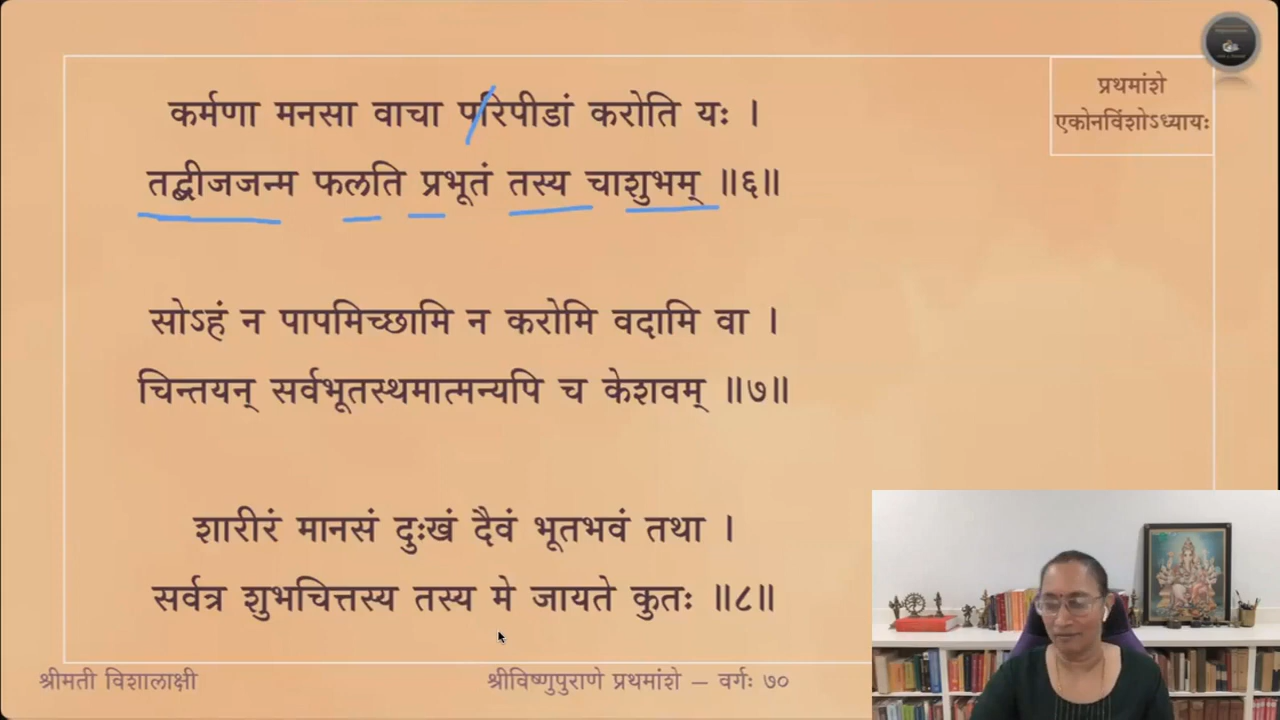 कर्मणा मनसा वाचा परिपीडां करोति यः ।
तद्बीजजन्म फलति प्रभूतं तस्य चाशुभम् ॥६॥
सोऽहं न पापमिच्छामि न करोमि वदामि वा ।
चिन्तयन् सर्वभूतस्थमात्मन्यपि च केशवम् ॥७॥
शारीरं मानसं दुःखं दैवं भूतभवं तथा ।
सर्वत्र शुभचित्तस्य तस्य मे जायते कुतः ॥८॥
प्रथमांशे
एकोनविंशोऽध्यायः
श्रीमती विशालाक्षी
श्रीविष्णुपुराणे प्रथमांशे – वर्गः ७०